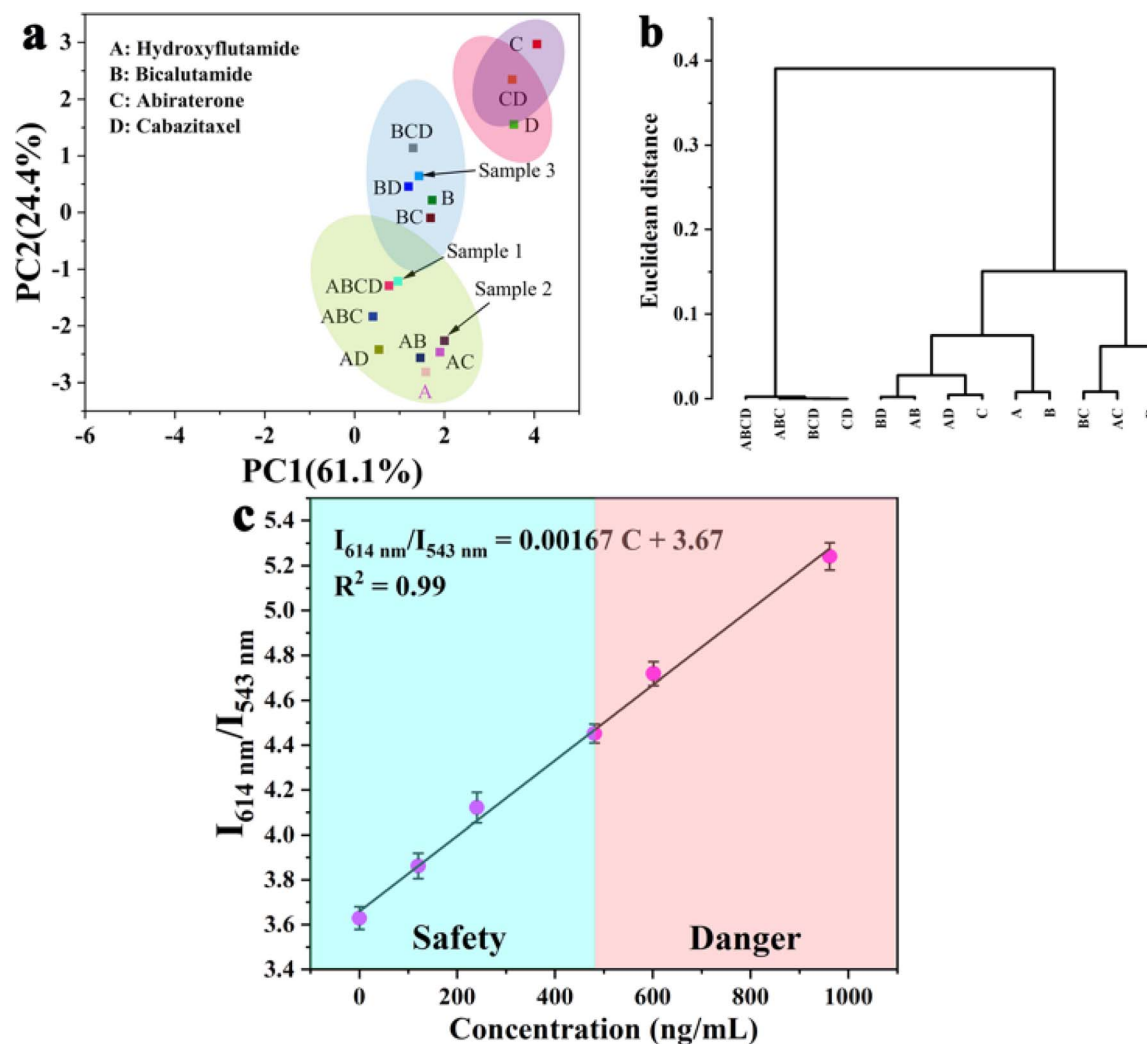 a
A: Hydroxyflutamide
B: Bicalutamide
C: Abiraterone
D: Cabazitaxel
PC2(24.4%)
3
2
1
0
-1
-2
-3
C
CD
D
BCD
Sample 3
BD
B
BC
Sample 1
ABCD
Sample 2
ABC
AB
AD
AC
A
-6
-4
-2
0
2
4
PC1(61.1%)
b
Euclidean distance
0.4
0.3
0.2
0.1
0.0
ABCD
ABC
BCD
CD
BD
AB
AD
C
A
B
BC
AC
c
I614 nm/I543 nm = 0.00167 C + 3.67
R² = 0.99
I614 nm/I543 nm
5.4
5.2
5.0
4.8
4.6
4.4
4.2
4.0
3.8
3.6
3.4
Safety
Danger
0
200
400
600
800
1000
Concentration (ng/mL)